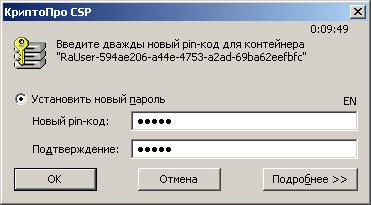 КриптоПро CSP
0:09:49
Введите дважды новый pin-код для контейнера
"RaUser-594ae206-a44e-4753-a2ad-69ba62eefbfc"
Установить новый пароль
EN
Новый pin-код: •••••
Подтверждение: •••••
ОК
Отмена
Подробнее >>